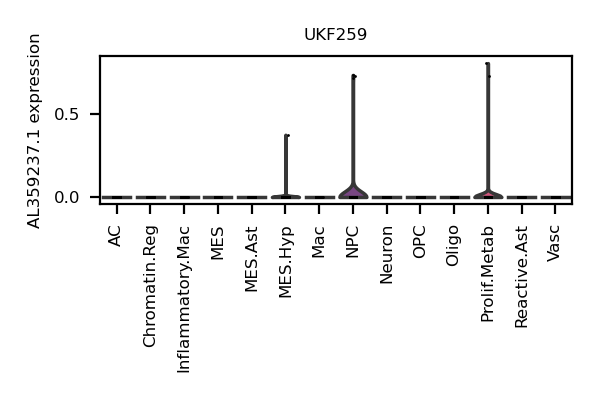 UKF259
AL359237.1 expression
0.5
0.0
AC
Chromatin.Reg
Inflammatory.Mac
MES
MES.Ast
MES.Hyp
Mac
NPC
Neuron
OPC
Oligo
Prolif.Metab
Reactive.Ast
Vasc